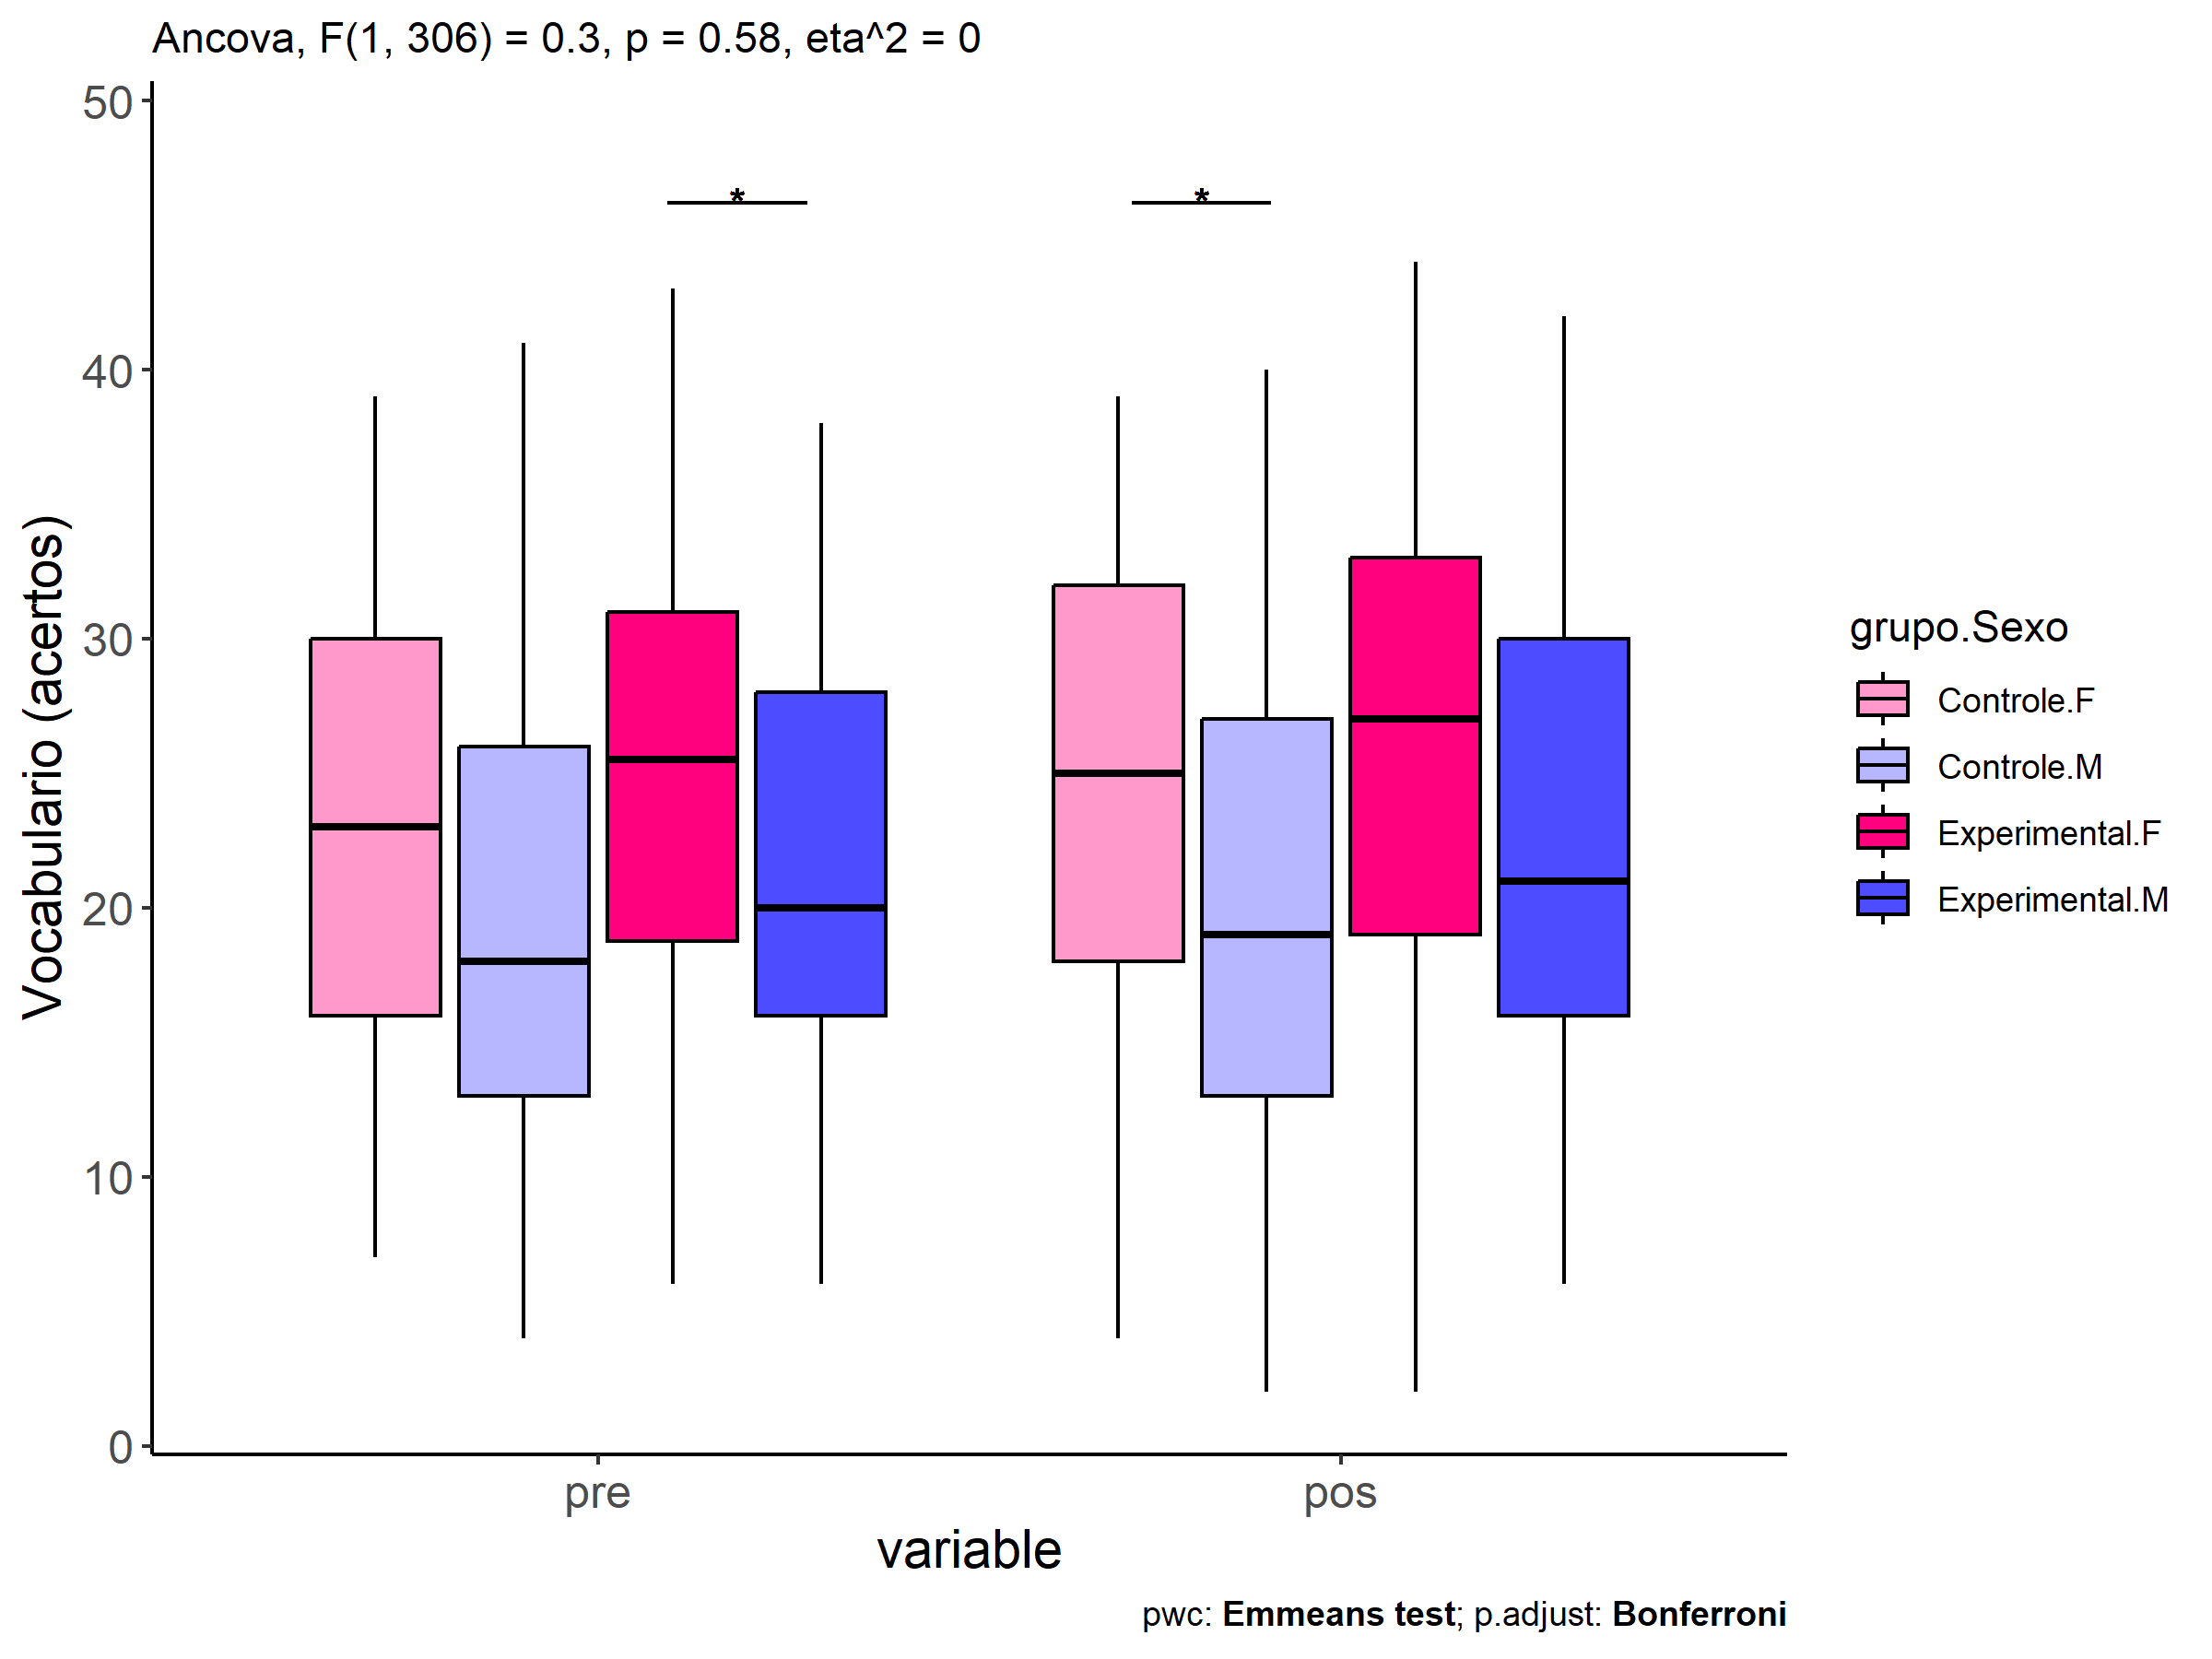 Ancova, F(1, 306) = 0.3, p = 0.58, eta^2 = 0
50
40
30
20
10
0
Vocabulario (acertos)
*
*
pre
pos
variable
grupo.Sexo
Controle.F
Controle.M
Experimental.F
Experimental.M
pwc: Emmeans test; p.adjust: Bonferroni